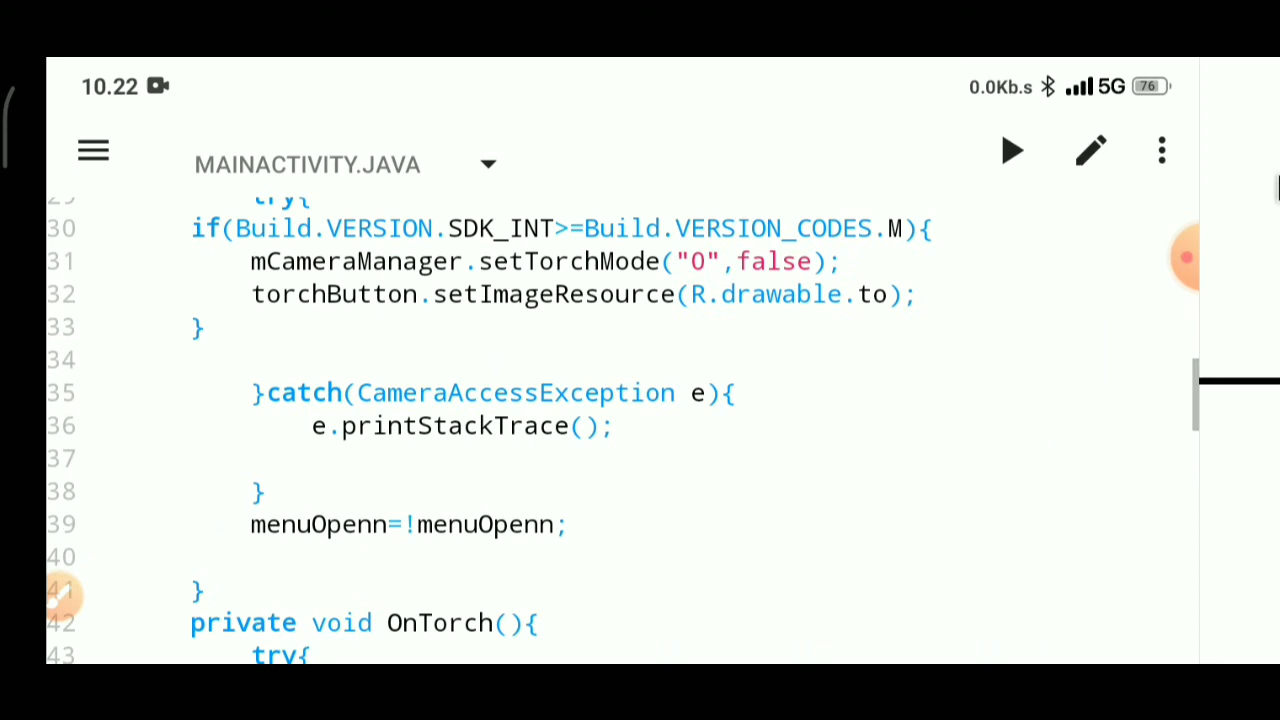 10.22
0.0Kb.s 5G 76
MAINACTIVITY.JAVA
29 try{
30 if(Build.VERSION.SDK_INT>=Build.VERSION_CODES.M){
31 mCameraManager.setTorchMode("0",false);
32 torchButton.setImageResource(R.drawable.to);
33 }
34
35 }catch(CameraAccessException e){
36 e.printStackTrace();
37
38 }
39 menuOpenn=!menuOpenn;
40
41 }
42 private void OnTorch(){
43 try{